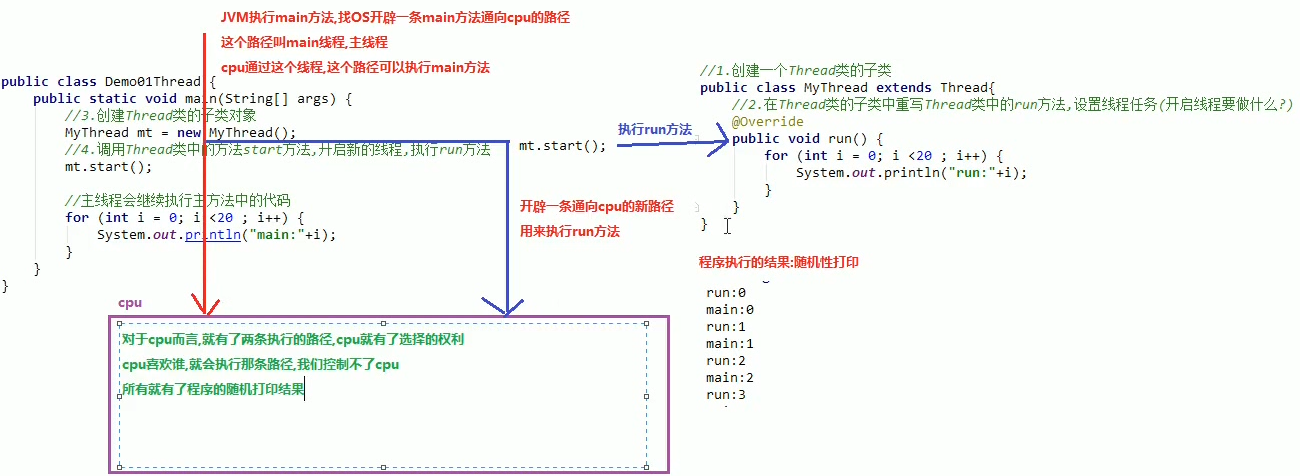 JVM执行main方法,找OS开辟一条main方法通向cpu的路径
这个路径叫main线程,主线程
cpu通过这个线程,这个路径可以执行main方法
public class Demo01Thread {
public static void main(String[] args) {
//3.创建Thread类的子类对象
MyThread mt = new MyThread();
//4.调用Thread类中的方法start方法,开启新的线程,执行run方法
mt.start();
//主线程会继续执行主方法中的代码
for (int i = 0; i <20 ; i++) {
System.out.println("main:"+i);
}
}
}
mt.start();
执行run方法
开辟一条通向cpu的新路径
用来执行run方法
//1.创建一个Thread类的子类
public class MyThread extends Thread{
//2.在Thread类的子类中重写Thread类中的run方法,设置线程任务(开启线程要做什么?)
@Override
public void run() {
for (int i = 0; i <20 ; i++) {
System.out.println("run:"+i);
}
}
}
程序执行的结果:随机性打印
run:0
main:0
run:1
main:1
run:2
main:2
run:3
cpu
对于cpu而言,就有了两条执行的路径,cpu就有了选择的权利
cpu喜欢谁,就会执行那条路径,我们控制不了cpu
所有就有了程序的随机打印结果